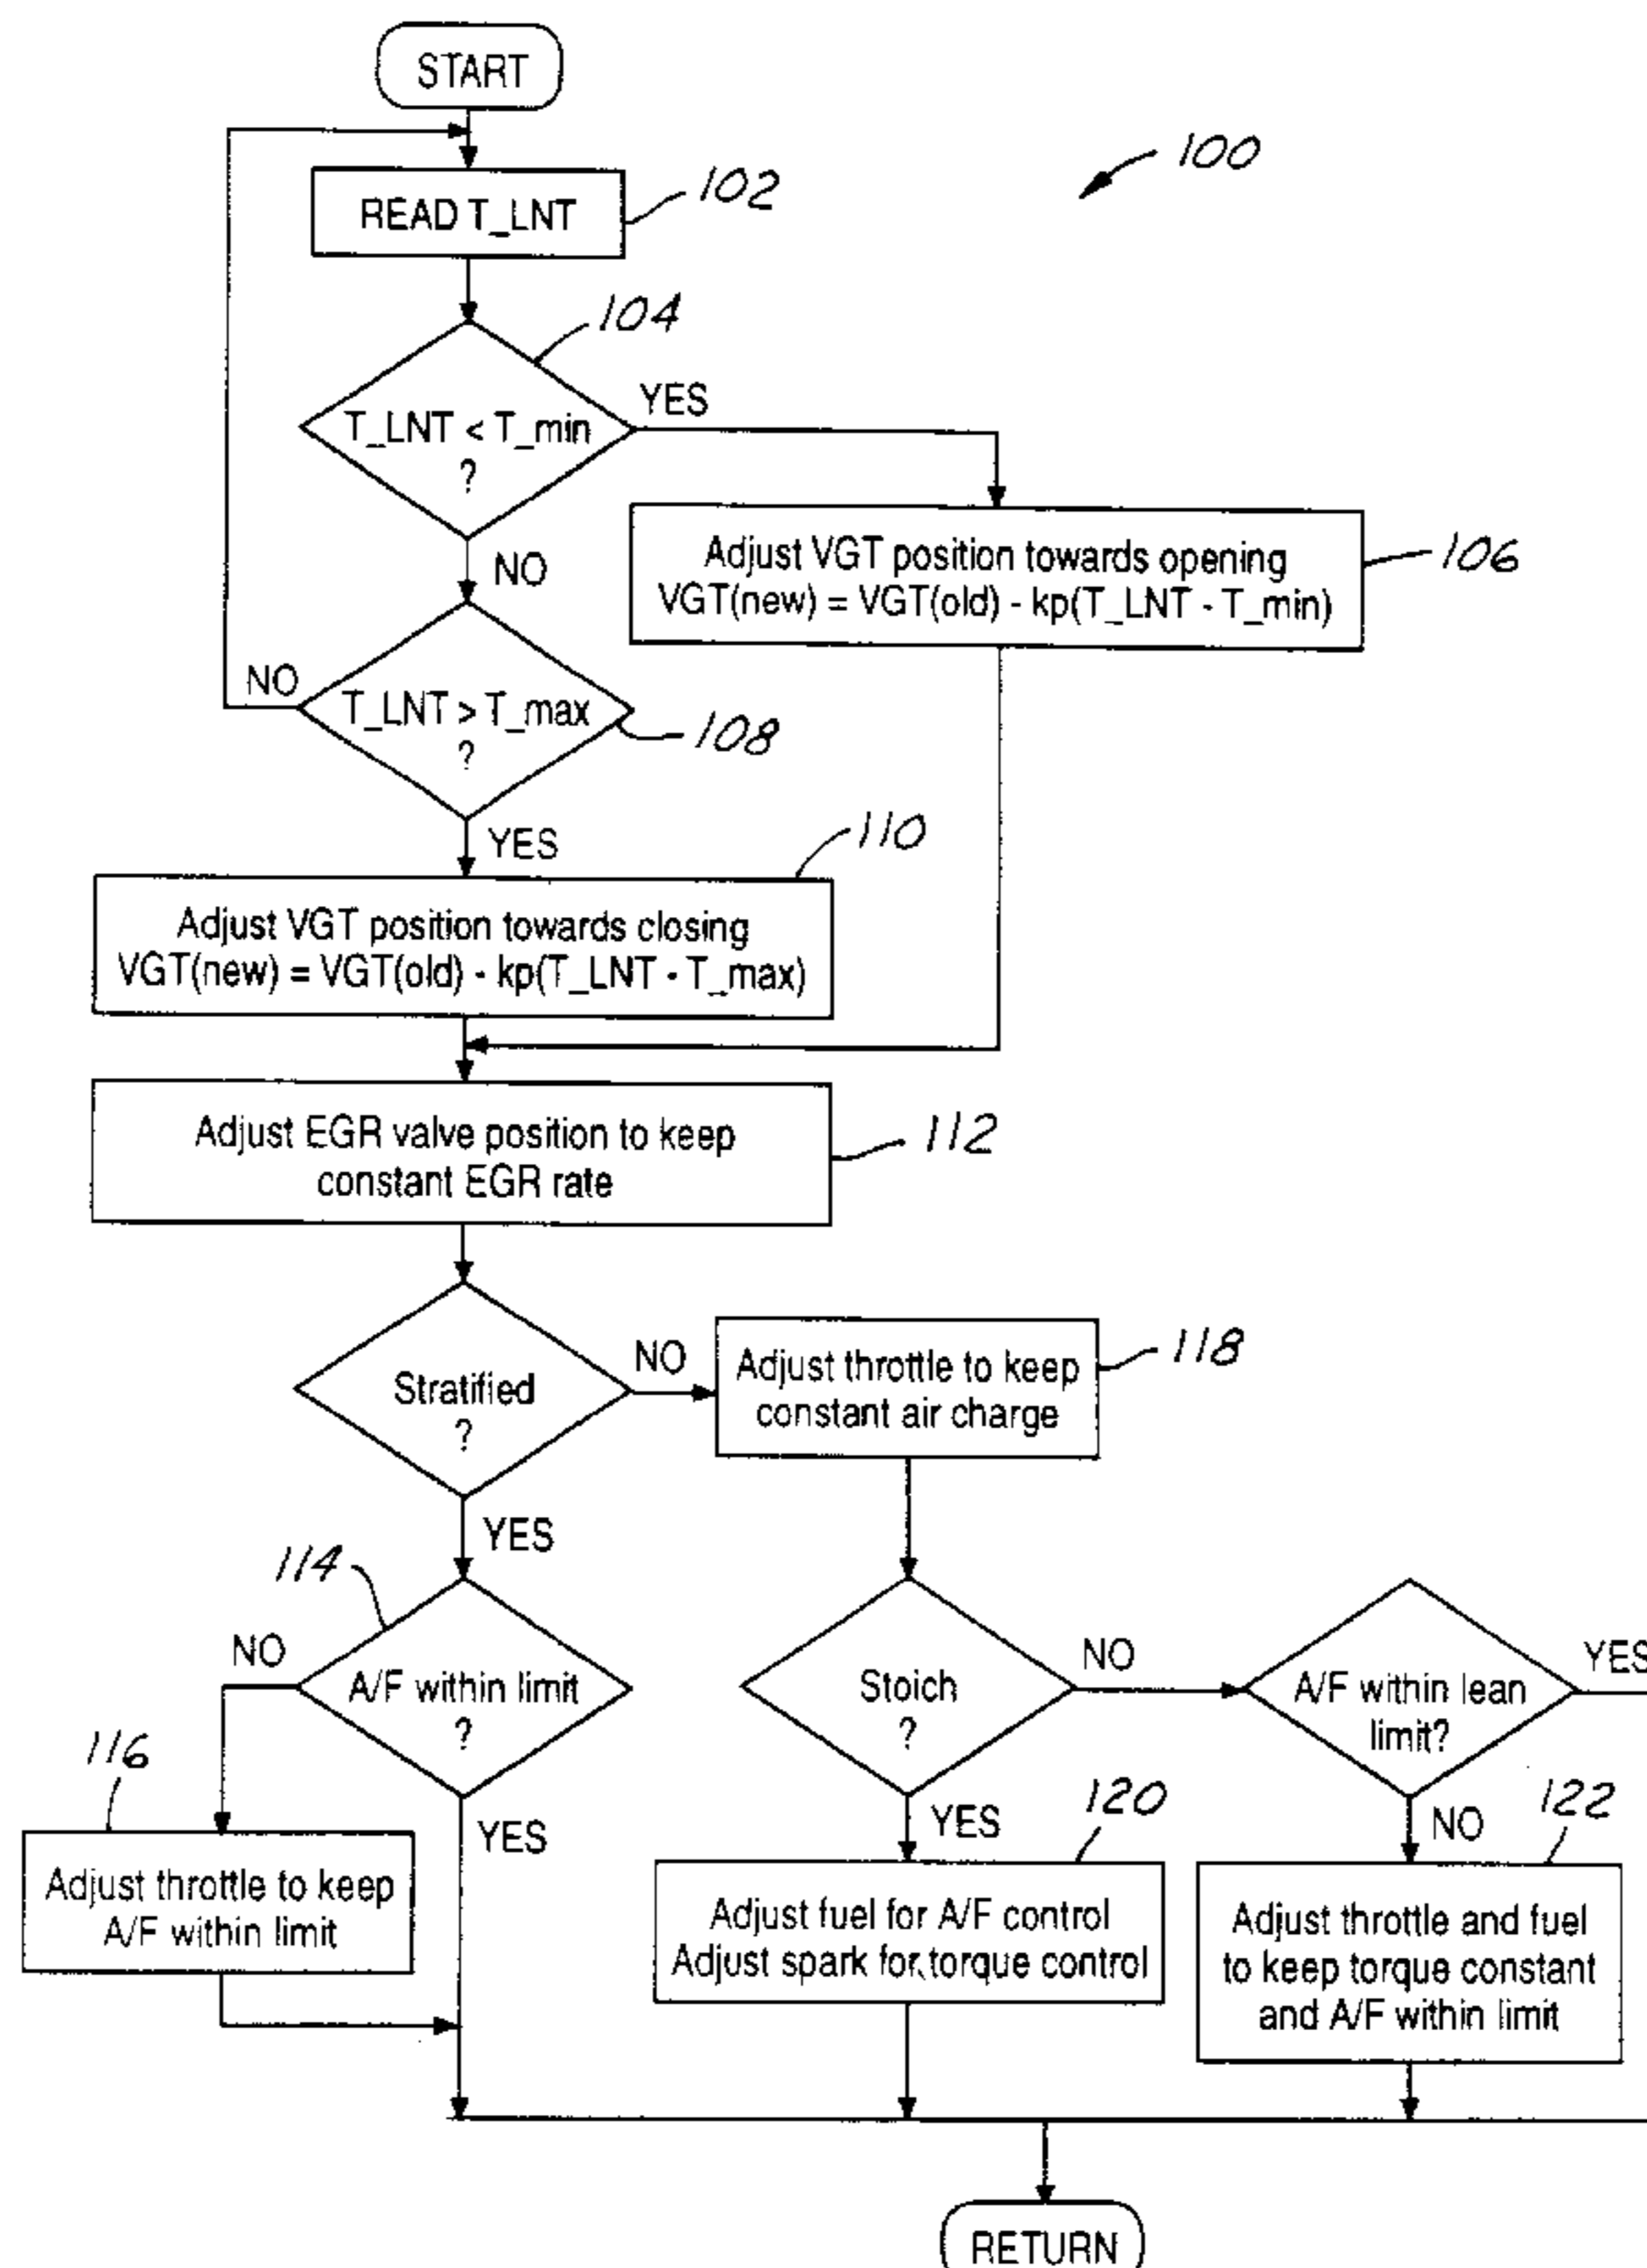 START
100
READ T_LNT
102
104
T_LNT < T_min
?
YES
NO
Adjust VGT position towards opening
VGT(new) = VGT(old) - kp(T_LNT - T_min)
106
NO
T_LNT > T_max
?
108
YES
110
Adjust VGT position towards closing
VGT(new) = VGT(old) - kp(T_LNT - T_max)
Adjust EGR valve position to keep
constant EGR rate
112
Stratified
?
NO
Adjust throttle to keep
constant air charge
118
YES
114
NO
A/F within limit
?
YES
Stoich
?
NO
A/F within lean
limit?
YES
116
Adjust throttle to keep
A/F within limit
YES
120
Adjust fuel for A/F control
Adjust spark for torque control
NO
122
Adjust throttle and fuel
to keep torque constant
and A/F within limit
RETURN